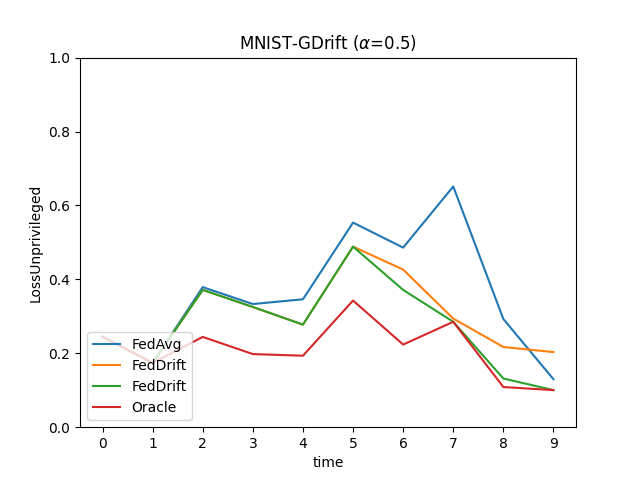 MNIST-GDrift (α=0.5)
LossUnprivileged
1.0
0.8
0.6
0.4
0.2
0.0
FedAvg
FedDrift
FedDrift
Oracle
0 1 2 3 4 5 6 7 8 9
time